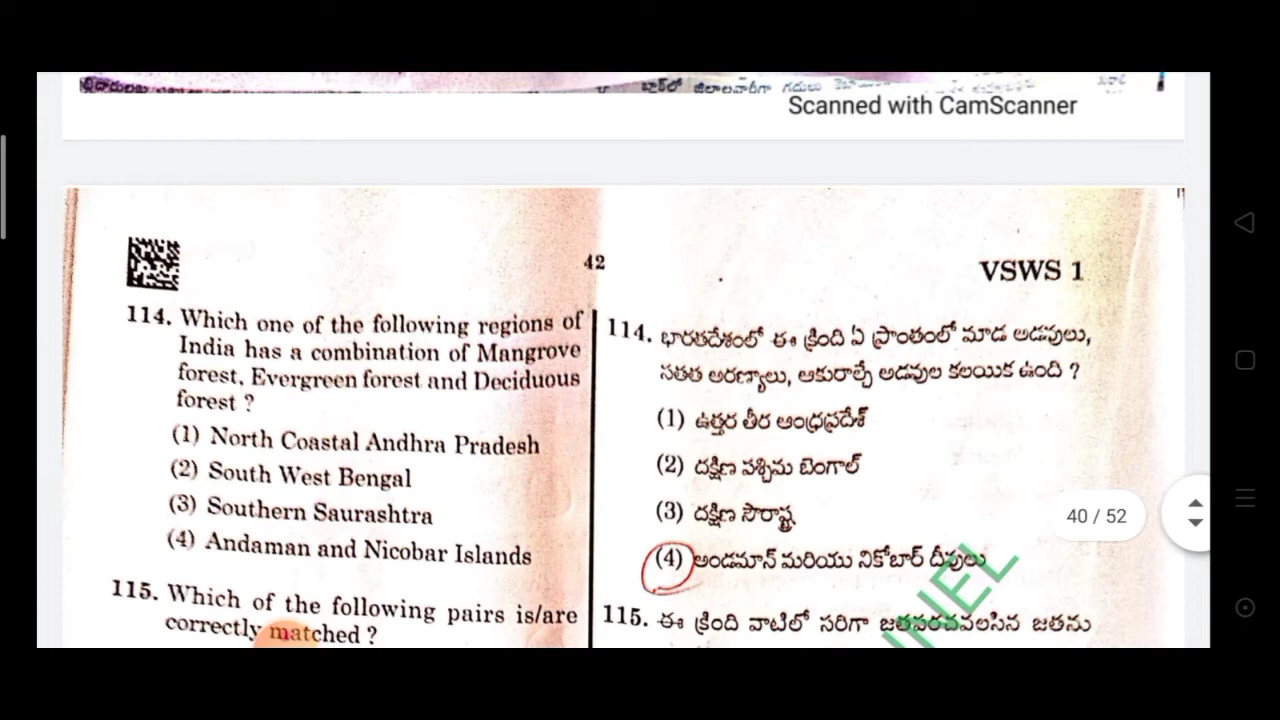 Scanned with CamScanner
42
VSWS 1
114. Which one of the following regions of
India has a combination of Mangrove
forest, Evergreen forest and Deciduous
forest ?
(1) North Coastal Andhra Pradesh
(2) South West Bengal
(3) Southern Saurashtra
(4) Andaman and Nicobar Islands
115. Which of the following pairs is/are
correctly matched ?
114. భారతదేశంలో ఈ క్రింది ఏ ప్రాంతంలో మాడ అడవులు,
సతత అరణ్యాలు, ఆకురాల్చే అడవుల కలయిక ఉంది ?
(1) ఉత్తర తీర ఆంధ్రప్రదేశ్
(2) దక్షిణ పశ్చిమ బెంగాల్
(3) దక్షిణ సౌరాష్ట్ర
(4) అండమాన్ మరియు నికోబార్ దీవులు
115. ఈ క్రింది వాటిలో సరిగా జతపరచవలసిన జతను
NEL
40 / 52